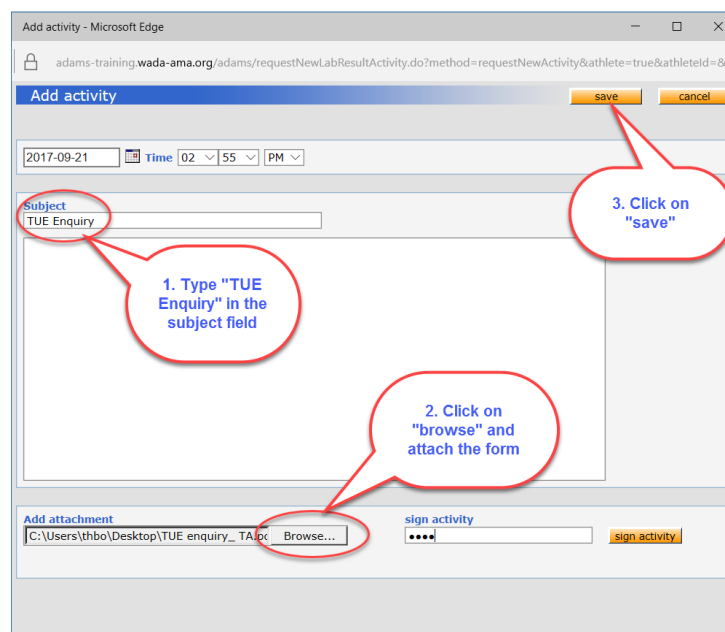 Add activity - Microsoft Edge
adams-training.wada-ama.org/adams/requestNewLabResultActivity.do?method=requestNewActivity&athlete=true&athleteId=&
Add activity
save
cancel
2017-09-21
Time 02 55 PM
Subject
TUE Enquiry
3. Click on
"save"
1. Type "TUE
Enquiry" in the
subject field
2. Click on
"browse" and
attach the form
Add attachment
sign activity
C:\Users\thbo\Desktop\TUE enquiry_ TA.
Browse...
sign activity